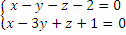 x − y − z − 2 = 0
x − 3y + z + 1 = 0